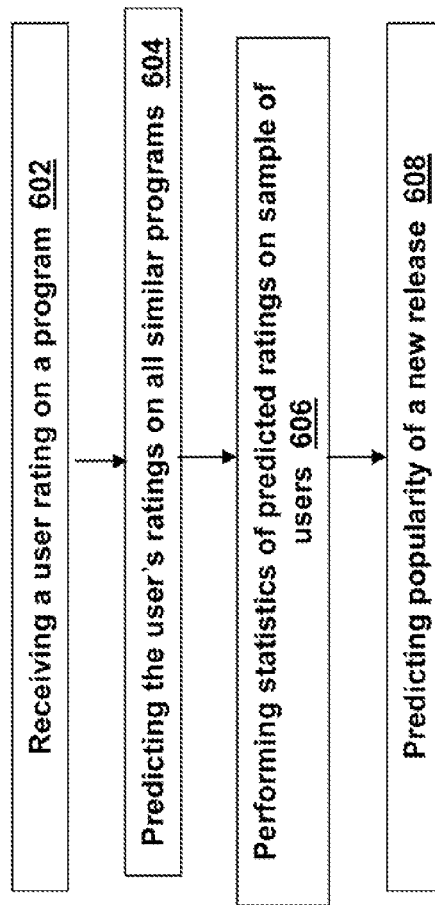 Receiving a user rating on a program 602
Predicting the user's ratings on all similar programs 604
Performing statistics of predicted ratings on sample of
users 606
Predicting popularity of a new release 608